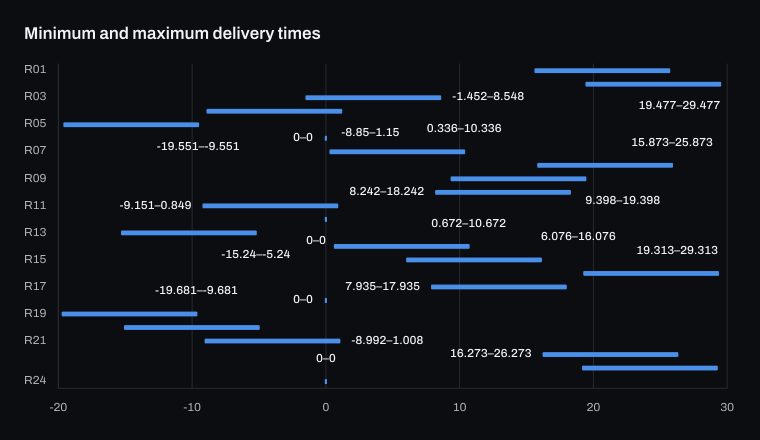 Minimum and maximum delivery times
R01
R03
-1.452–8.548
19.477–29.477
R05
0–0
-8.85–1.15
0.336–10.336
-19.551–-9.551
15.873–25.873
R07
R09
8.242–18.242
9.398–19.398
R11
-9.151–0.849
0.672–10.672
R13
0–0
6.076–16.076
-15.24–-5.24
19.313–29.313
R15
R17
-19.681–-9.681
7.935–17.935
0–0
R19
R21
-8.992–1.008
0–0
16.273–26.273
R24
-20
-10
0
10
20
30